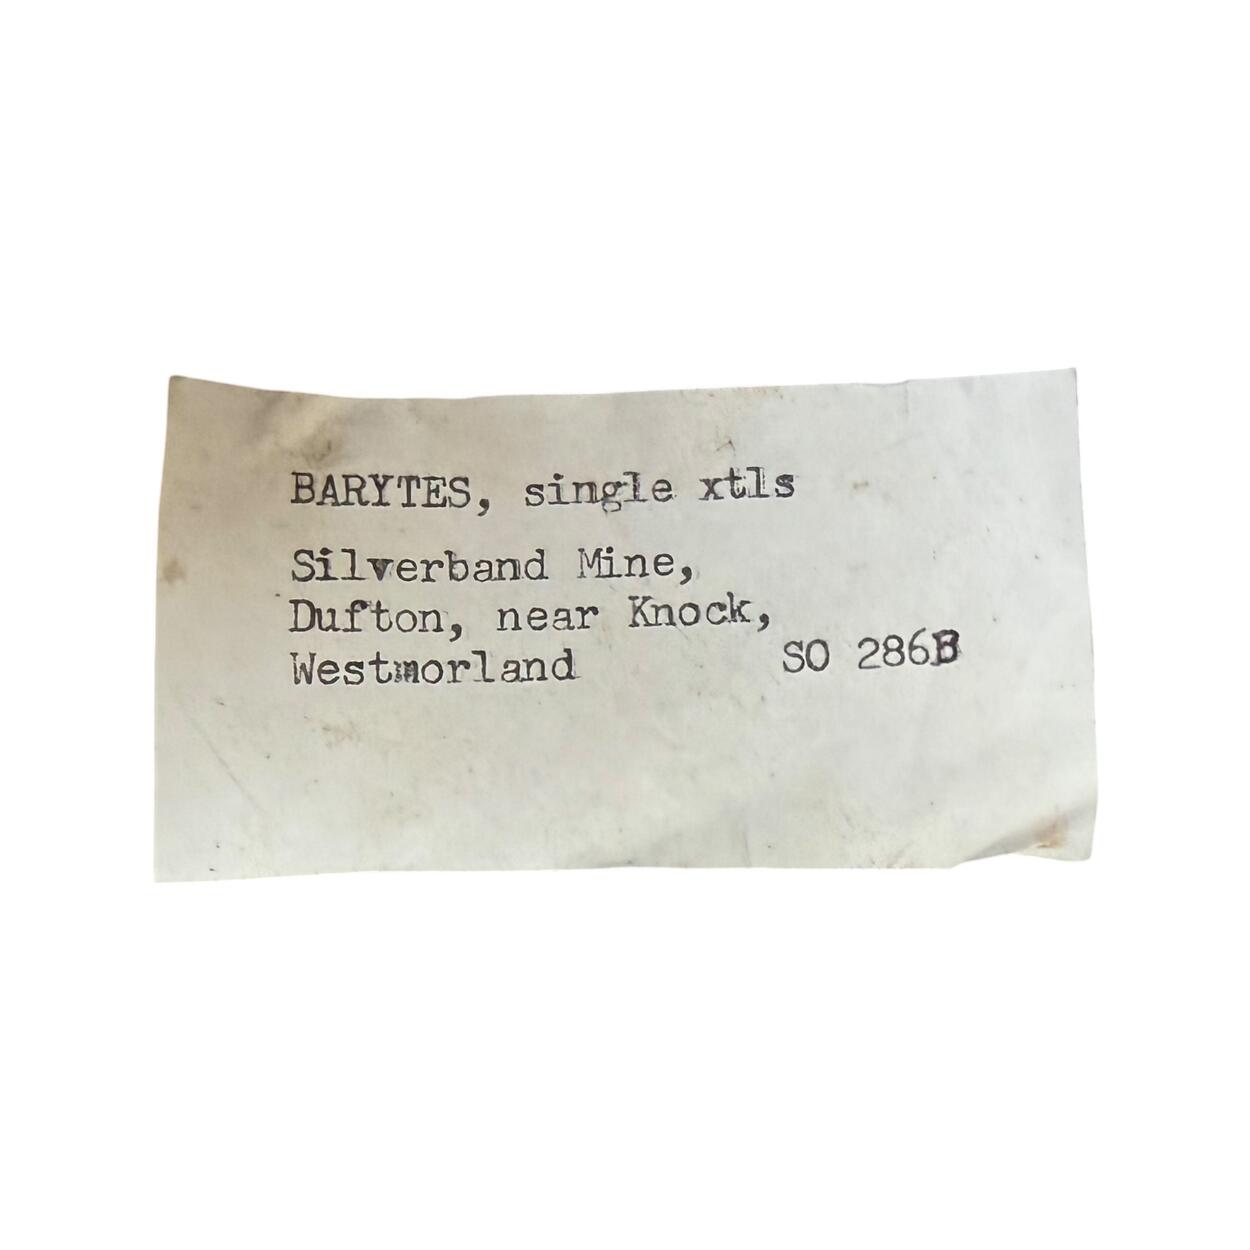 BARYTES, single xtls
Silverband Mine,
Dufton, near Knock,
Westmorland SO 286B